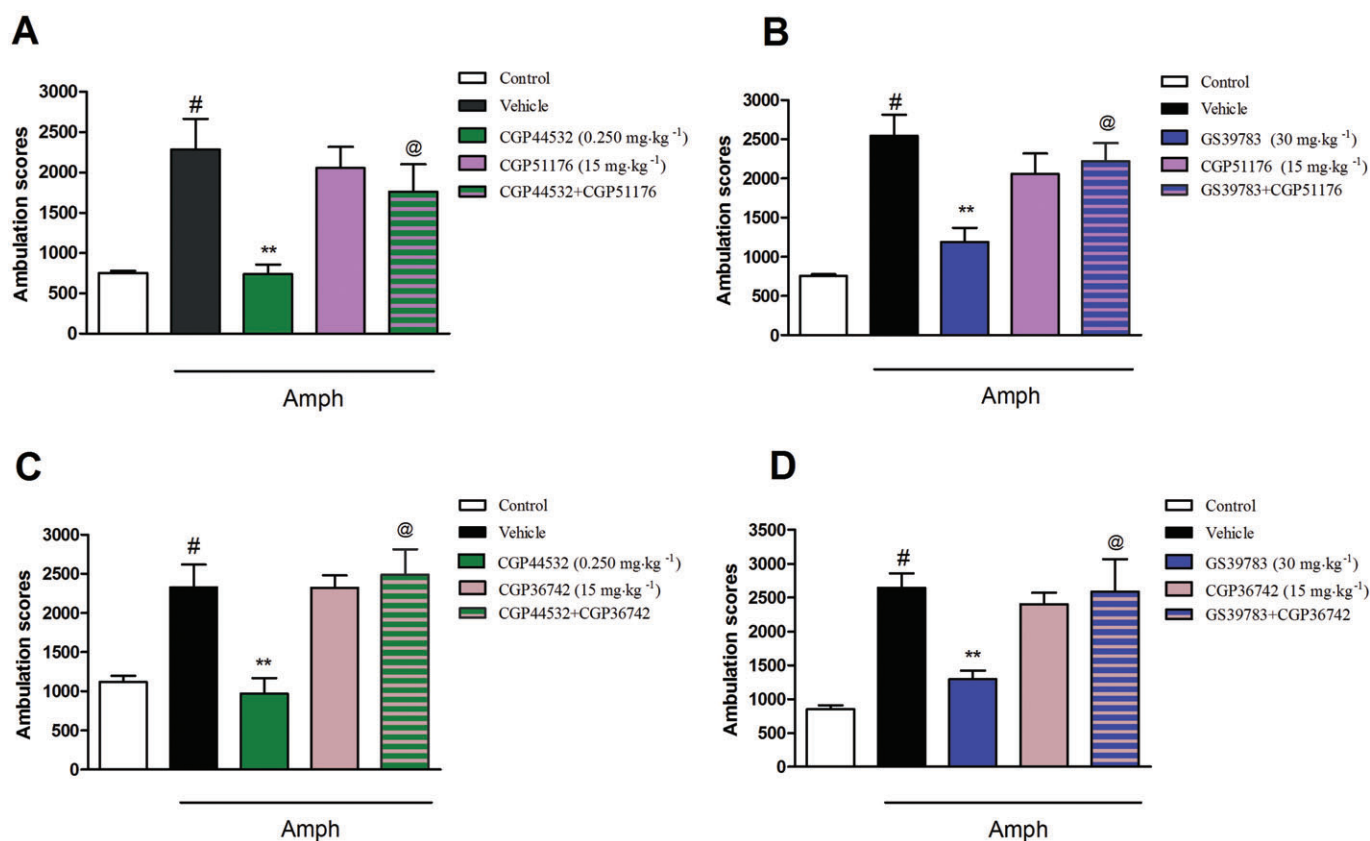 A
Control
Vehicle
CGP44532 (0.250 mg·kg -1)
CGP51176 (15 mg·kg -1)
CGP44532+CGP51176
3000
2500
2000
1500
1000
500
0
Ambulation scores
#
**
@
Amph
B
Control
Vehicle
GS39783 (30 mg·kg -1)
CGP51176 (15 mg·kg -1)
GS39783+CGP51176
3000
2500
2000
1500
1000
500
0
Ambulation scores
#
**
@
Amph
C
Control
Vehicle
CGP44532 (0.250 mg·kg -1)
CGP36742 (15 mg·kg -1)
CGP44532+CGP36742
3000
2500
2000
1500
1000
500
0
Ambulation scores
#
**
@
Amph
D
Control
Vehicle
GS39783 (30 mg·kg -1)
CGP36742 (15 mg·kg -1)
GS39783+CGP36742
3500
3000
2500
2000
1500
1000
500
0
Ambulation scores
#
**
@
Amph